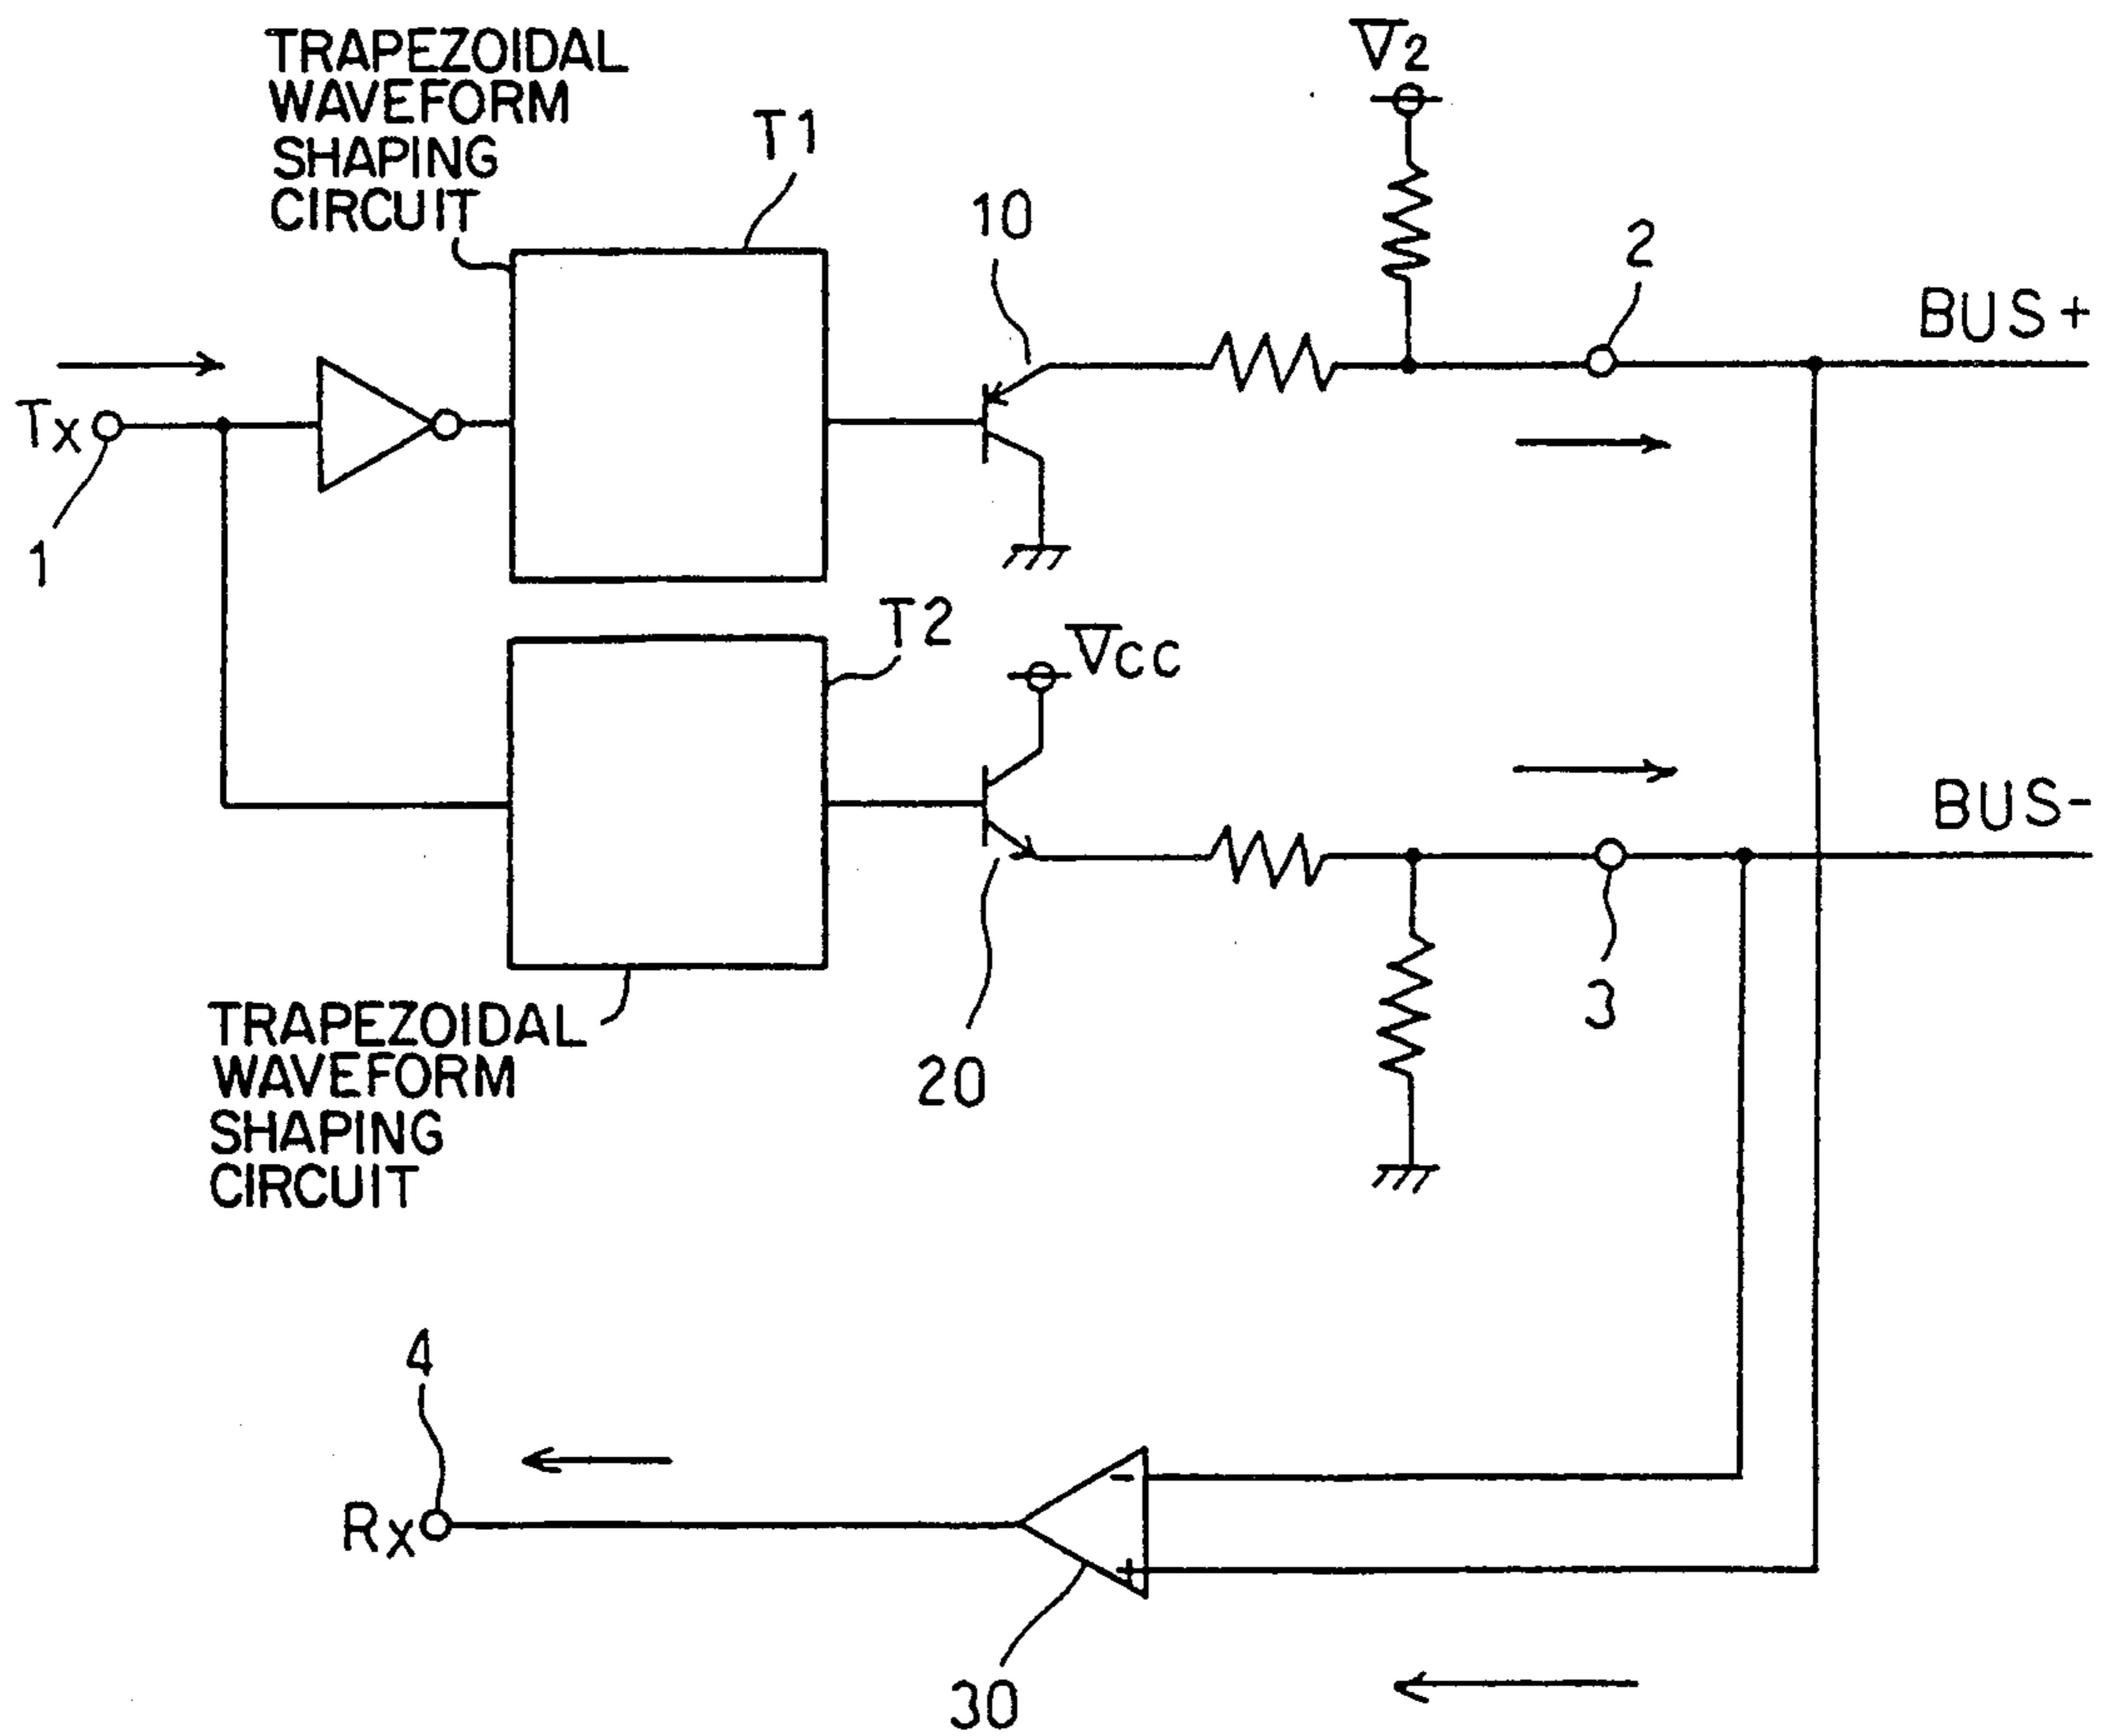 TRAPEZOIDAL
WAVEFORM
SHAPING
CIRCUIT
T1
V2
10
2
BUS+
Tx
1
T2
Vcc
BUS-
20
3
TRAPEZOIDAL
WAVEFORM
SHAPING
CIRCUIT
4
Rx
-
+
30